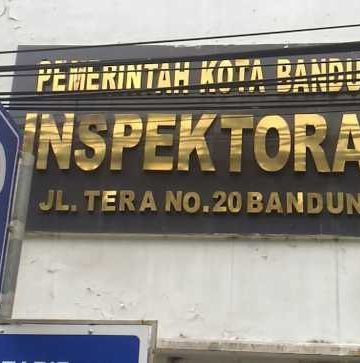 PEMERINTAH KOTA BANDU
INSPEKTORA
JL. TERA NO.20 BANDUN